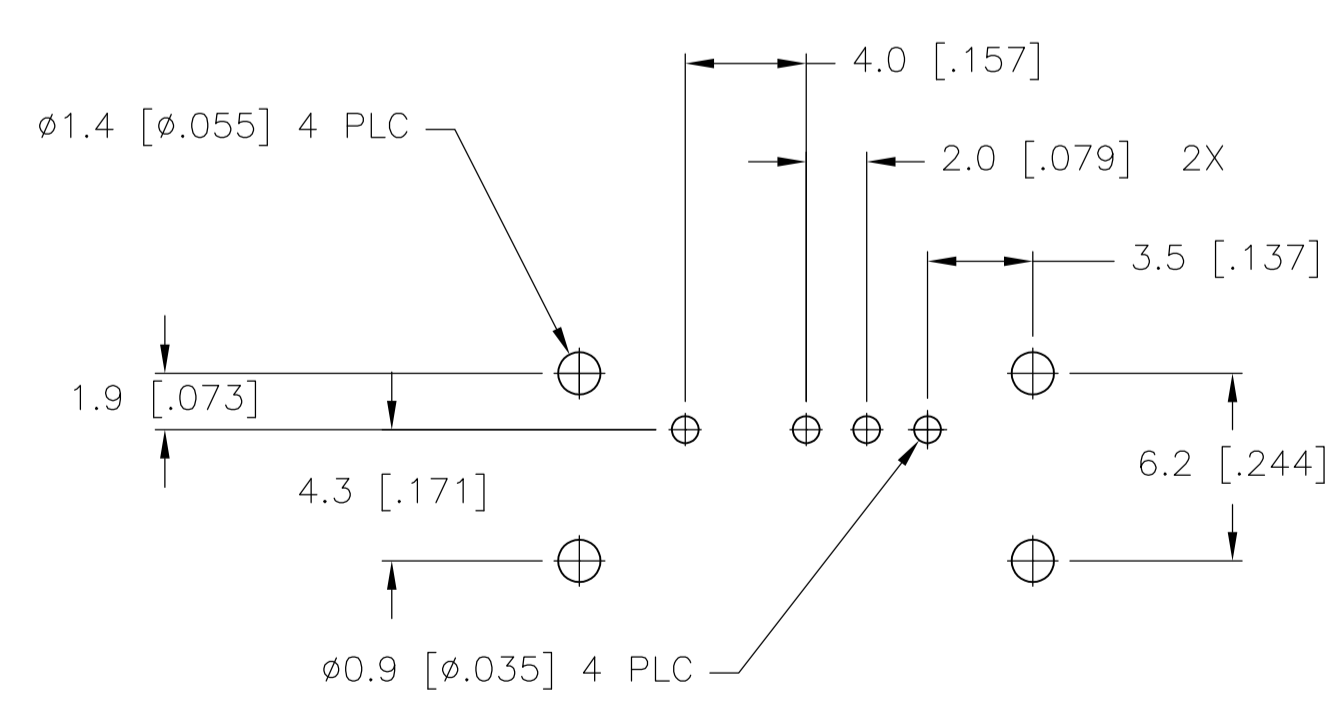 4.0 [.157]
ø1.4 [ø.055] 4 PLC
2.0 [.079] 2X
3.5 [.137]
1.9 [.073]
6.2 [.244]
4.3 [.171]
ø0.9 [ø.035] 4 PLC